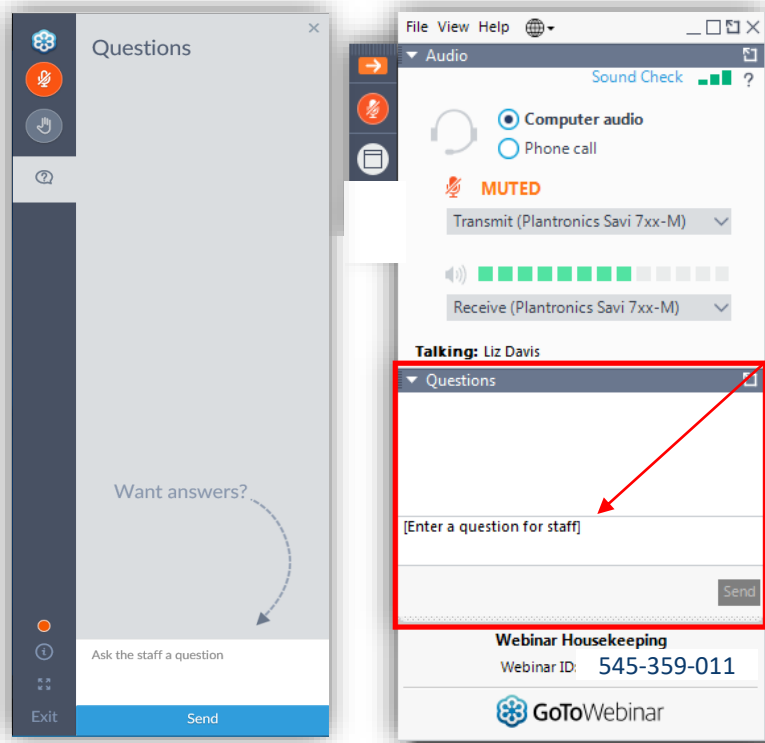 Questions
Want answers?
Ask the staff a question
Exit
Send
File View Help
Audio
Sound Check ?
Computer audio
Phone call
MUTED
Transmit (Plantronics Savi 7xx-M)
Receive (Plantronics Savi 7xx-M)
Talking: Liz Davis
Questions
[Enter a question for staff]
Send
Webinar Housekeeping
Webinar ID: 545-359-011
GoToWebinar